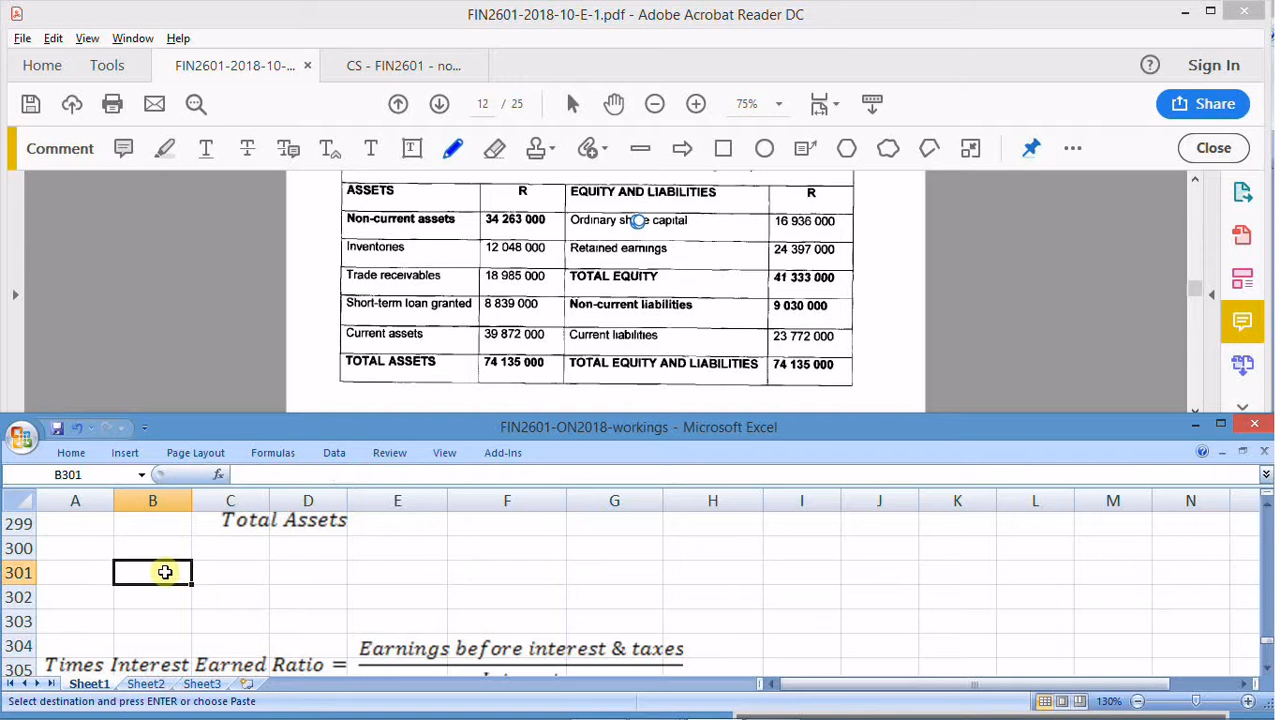 FIN2601-2018-10-E-1.pdf - Adobe Acrobat Reader DC
File Edit View Window Help
Home Tools FIN2601-2018-10-... × CS - FIN2601 - no... Sign In
12 / 25 75% Share
Comment Close
ASSETS R EQUITY AND LIABILITIES R
Non-current assets 34 263 000 Ordinary share capital 16 936 000
Inventories 12 048 000 Retained earnings 24 397 000
Trade receivables 18 985 000 TOTAL EQUITY 41 333 000
Short-term loan granted 8 839 000 Non-current liabilities 9 030 000
Current assets 39 872 000 Current liabilities 23 772 000
TOTAL ASSETS 74 135 000 TOTAL EQUITY AND LIABILITIES 74 135 000
FIN2601-ON2018-workings - Microsoft Excel
Home Insert Page Layout Formulas Data Review View Add-Ins
B301 fx
A B C D E F G H I J K L M N
299 Total Assets
300
301
302
303
304 Earnings before interest & taxes
305 Times Interest Earned Ratio =
Sheet1 Sheet2 Sheet3
Select destination and press ENTER or choose Paste 130%